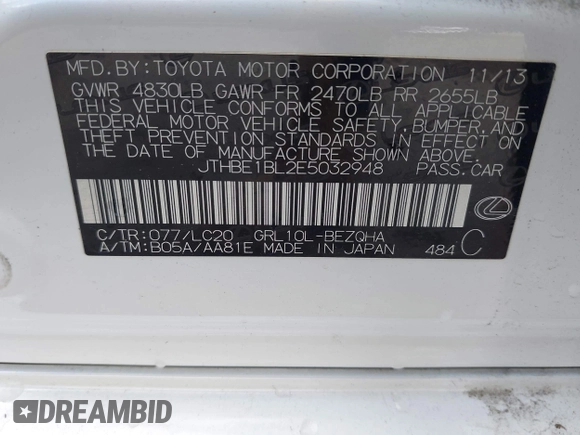 MFD.BY:TOYOTA MOTOR CORPORATION 11/13
GVWR 4830LB GAWR FR 2470LB RR 2655LB
THIS VEHICLE CONFORMS TO ALL APPLICABLE
FEDERAL MOTOR VEHICLE SAFETY, BUMPER, AND
THEFT PREVENTION STANDARDS IN EFFECT ON
THE DATE OF MANUFACTURE SHOWN ABOVE.
JTHBE1BL2E5032948 PASS.CAR
C/TR:077/LC20 GRL10L-BEZQHA
A/TM:B05A/AA81E MADE IN JAPAN 484 C
DREAMBID